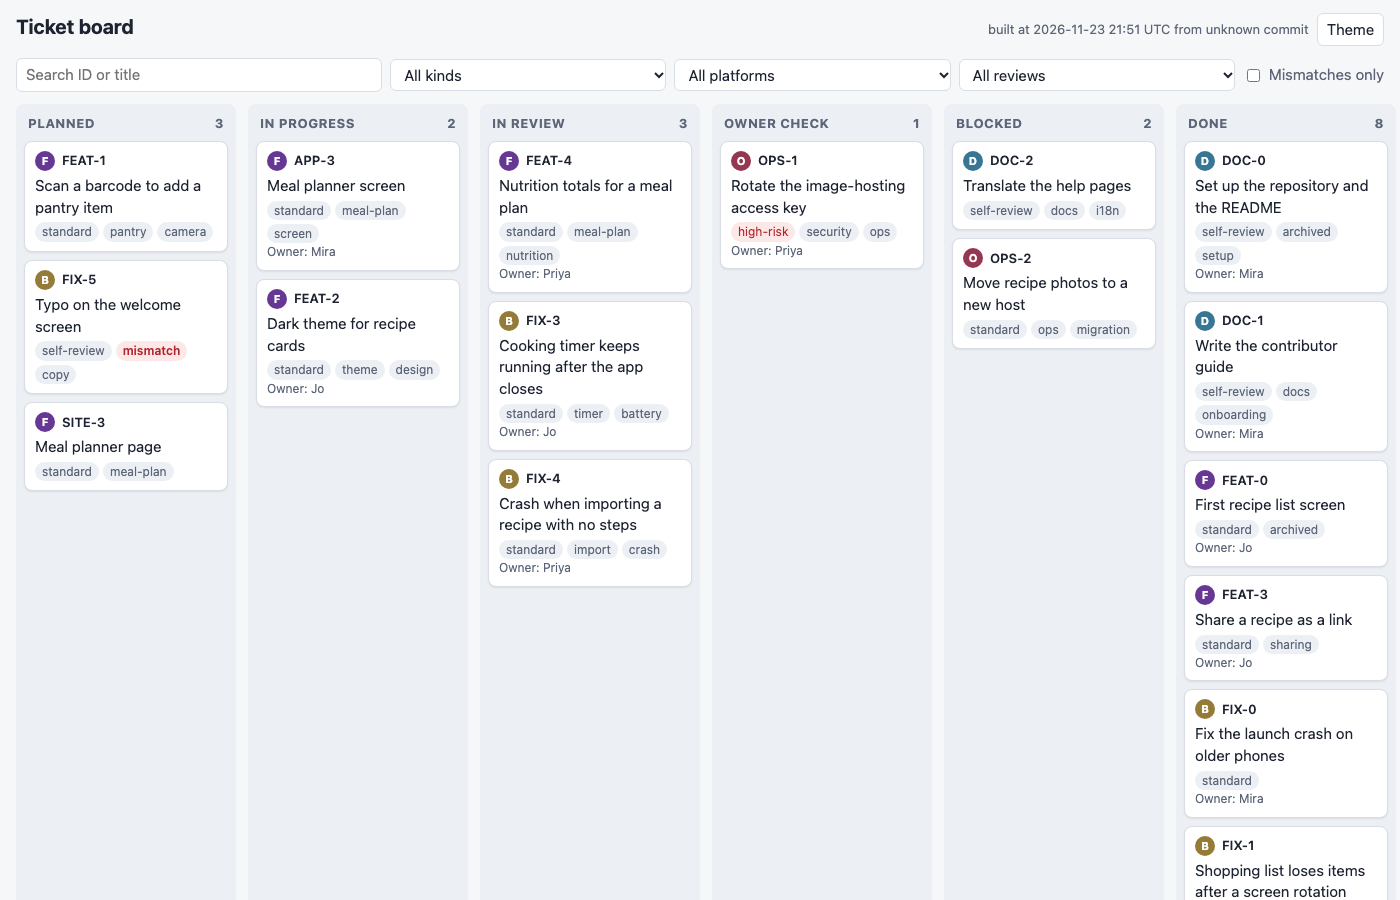 Ticket board
built at 2026-11-23 21:51 UTC from unknown commit
Theme
Search ID or title
All kinds
All platforms
All reviews
Mismatches only
PLANNED 3
F FEAT-1
Scan a barcode to add a
pantry item
standard pantry camera
B FIX-5
Typo on the welcome
screen
self-review mismatch
copy
F SITE-3
Meal planner page
standard meal-plan
IN PROGRESS 2
F APP-3
Meal planner screen
standard meal-plan
screen
Owner: Mira
F FEAT-2
Dark theme for recipe
cards
standard theme design
Owner: Jo
IN REVIEW 3
F FEAT-4
Nutrition totals for a meal
plan
standard meal-plan
nutrition
Owner: Priya
B FIX-3
Cooking timer keeps
running after the app
closes
standard timer battery
Owner: Jo
B FIX-4
Crash when importing a
recipe with no steps
standard import crash
Owner: Priya
OWNER CHECK 1
O OPS-1
Rotate the image-hosting
access key
high-risk security ops
Owner: Priya
BLOCKED 2
D DOC-2
Translate the help pages
self-review docs i18n
O OPS-2
Move recipe photos to a
new host
standard ops migration
DONE 8
D DOC-0
Set up the repository and
the README
self-review archived
setup
Owner: Mira
D DOC-1
Write the contributor
guide
self-review docs
onboarding
Owner: Mira
F FEAT-0
First recipe list screen
standard archived
Owner: Jo
F FEAT-3
Share a recipe as a link
standard sharing
Owner: Jo
B FIX-0
Fix the launch crash on
older phones
standard
Owner: Mira
B FIX-1
Shopping list loses items
after a screen rotation